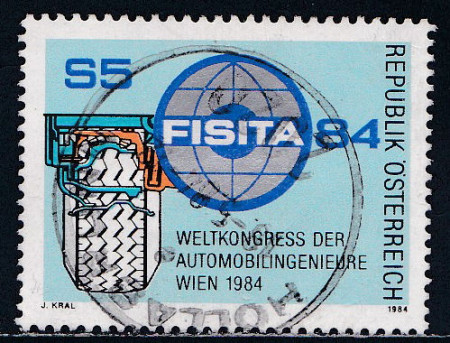 S5
FISITA 84
REPUBLIK ÖSTERREICH
WELTKONGRESS DER
AUTOMOBILINGENIEURE
WIEN 1984
J. KRAL
1984